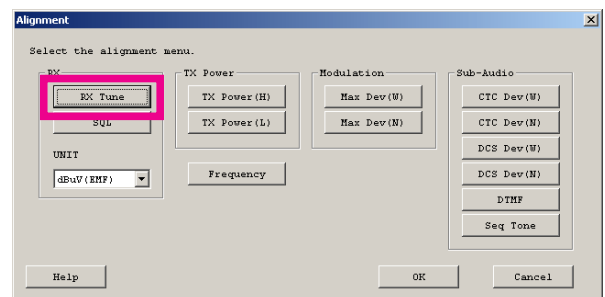 Alignment
Select the alignment menu.
RX
RX Tune
SQL
UNIT
dBuV(EMF)
TX Power
TX Power(H)
TX Power(L)
Frequency
Modulation
Max Dev(W)
Max Dev(N)
Sub-Audio
CTC Dev(W)
CTC Dev(N)
DCS Dev(W)
DCS Dev(N)
DTMF
Seq Tone
Help
OK
Cancel